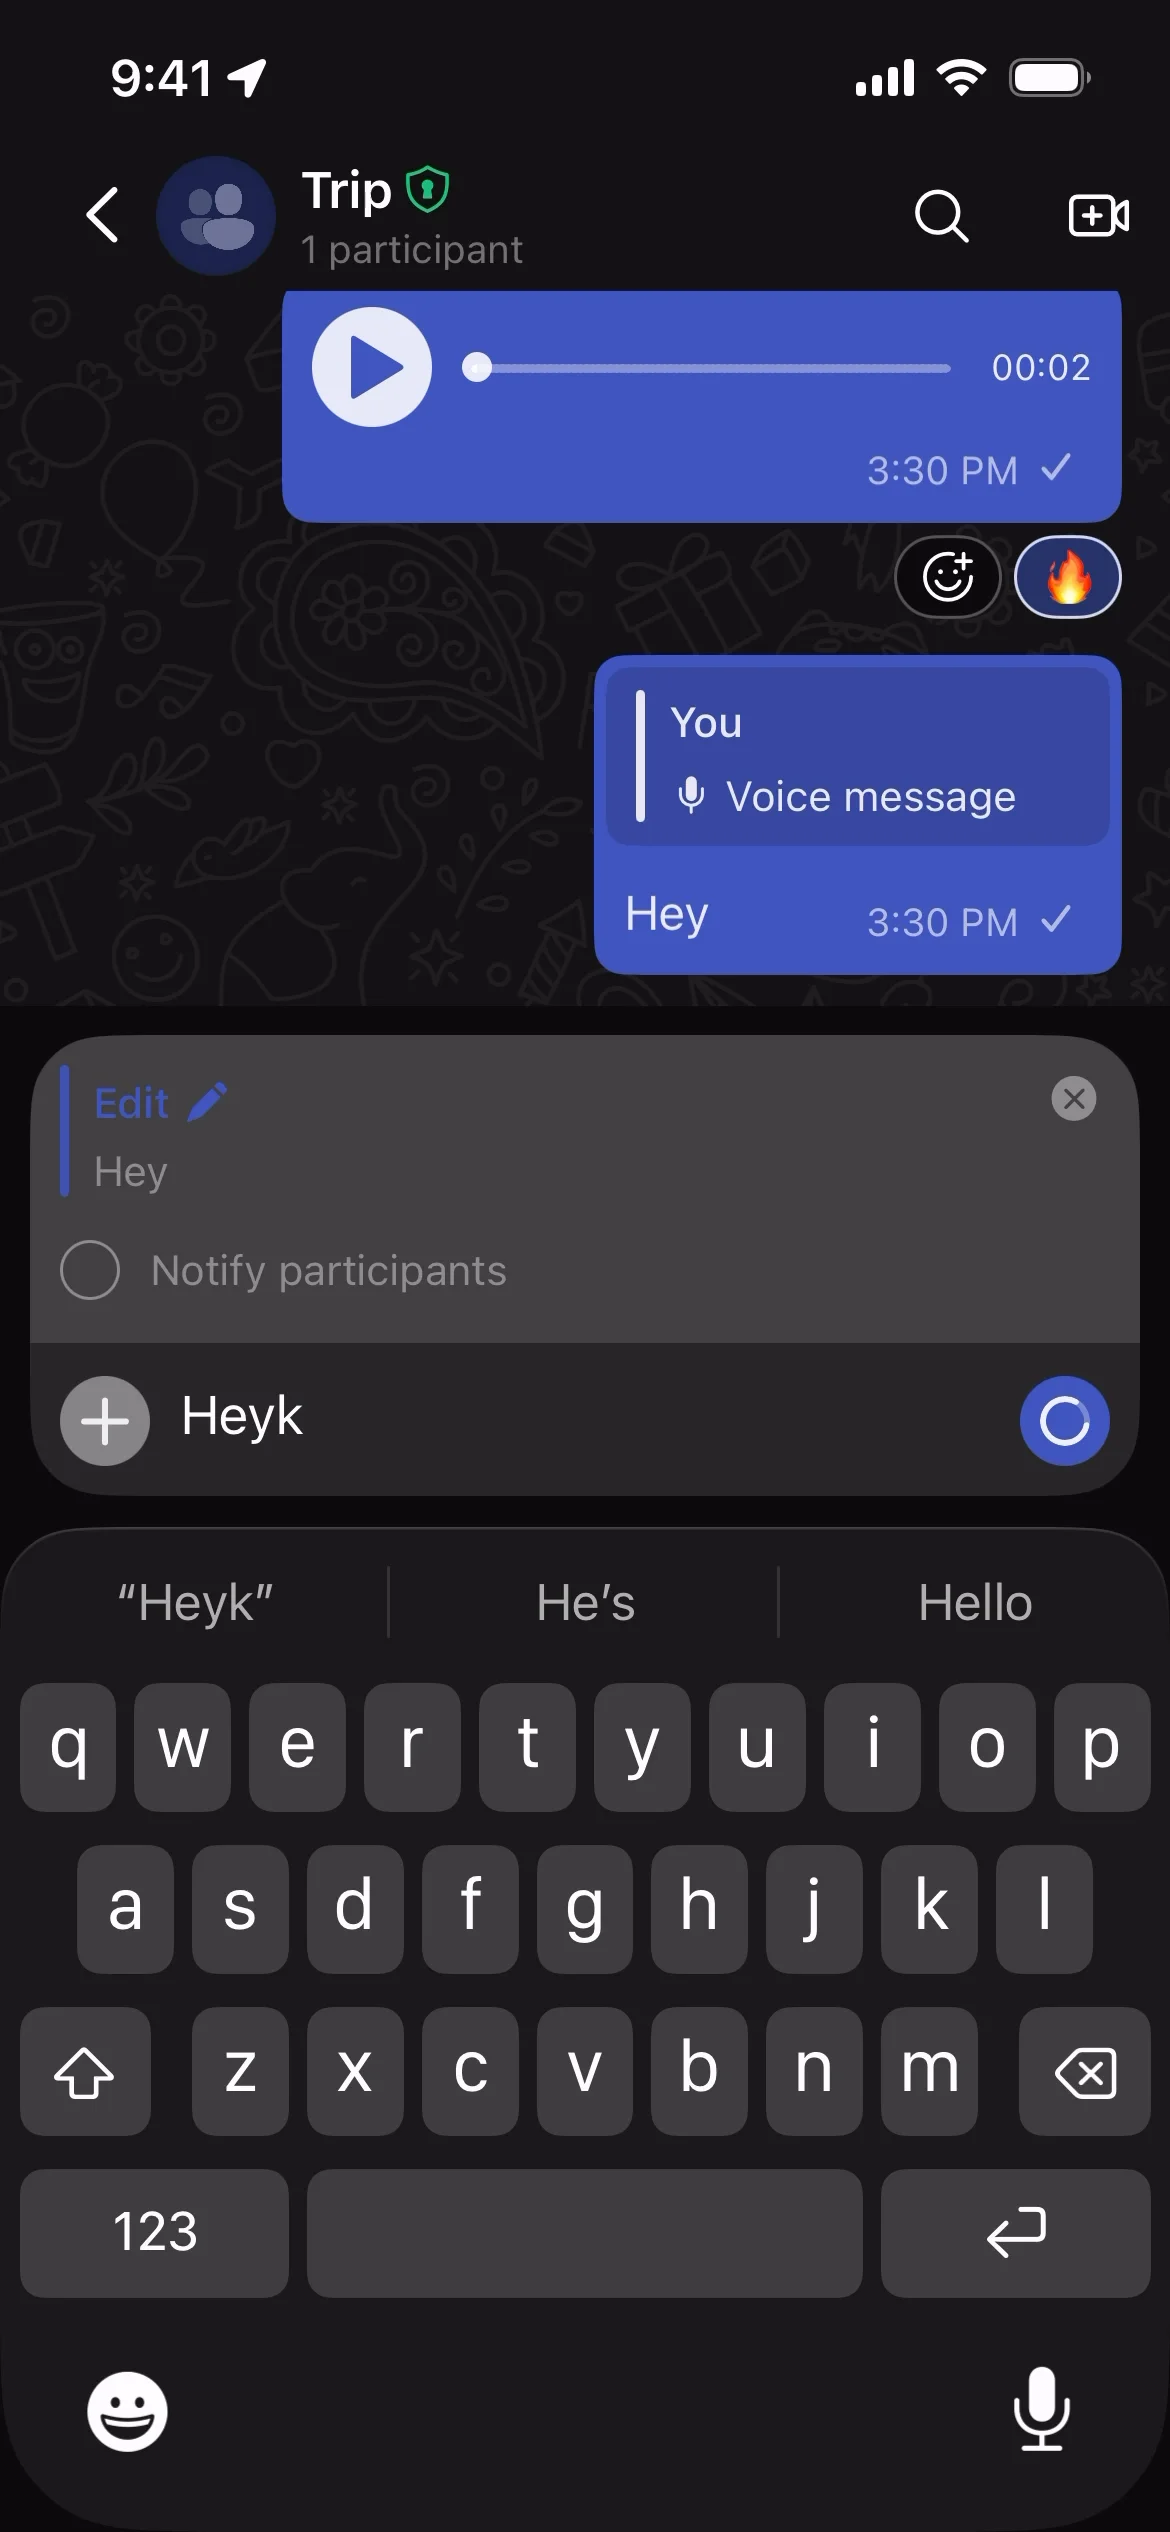 9:41
Trip
1 participant
00:02
3:30 PM
You
Voice message
Hey 3:30 PM
Edit
Hey
Notify participants
Heyk
“Heyk” He’s Hello
q w e r t y u i o p
a s d f g h j k l
z x c v b n m
123